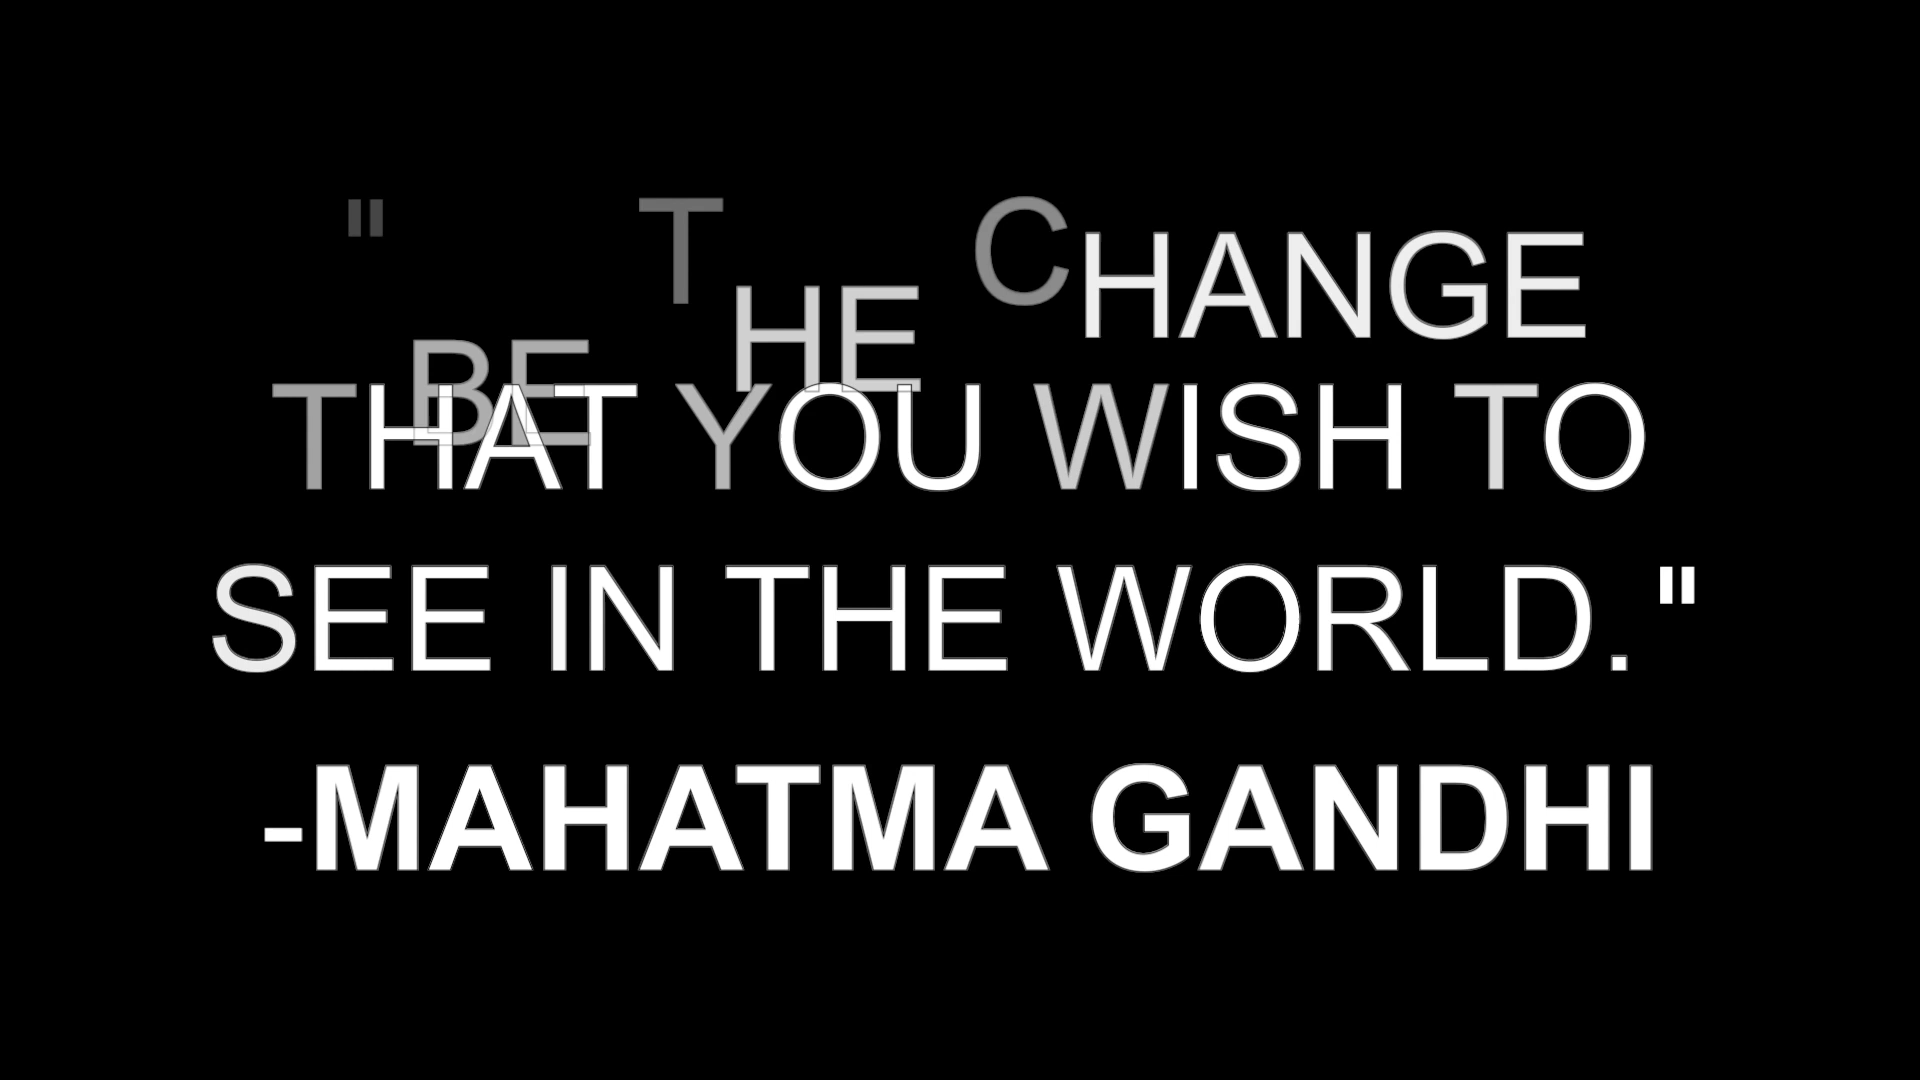 "BE THE CHANGE
THAT YOU WISH TO
SEE IN THE WORLD."
-MAHATMA GANDHI